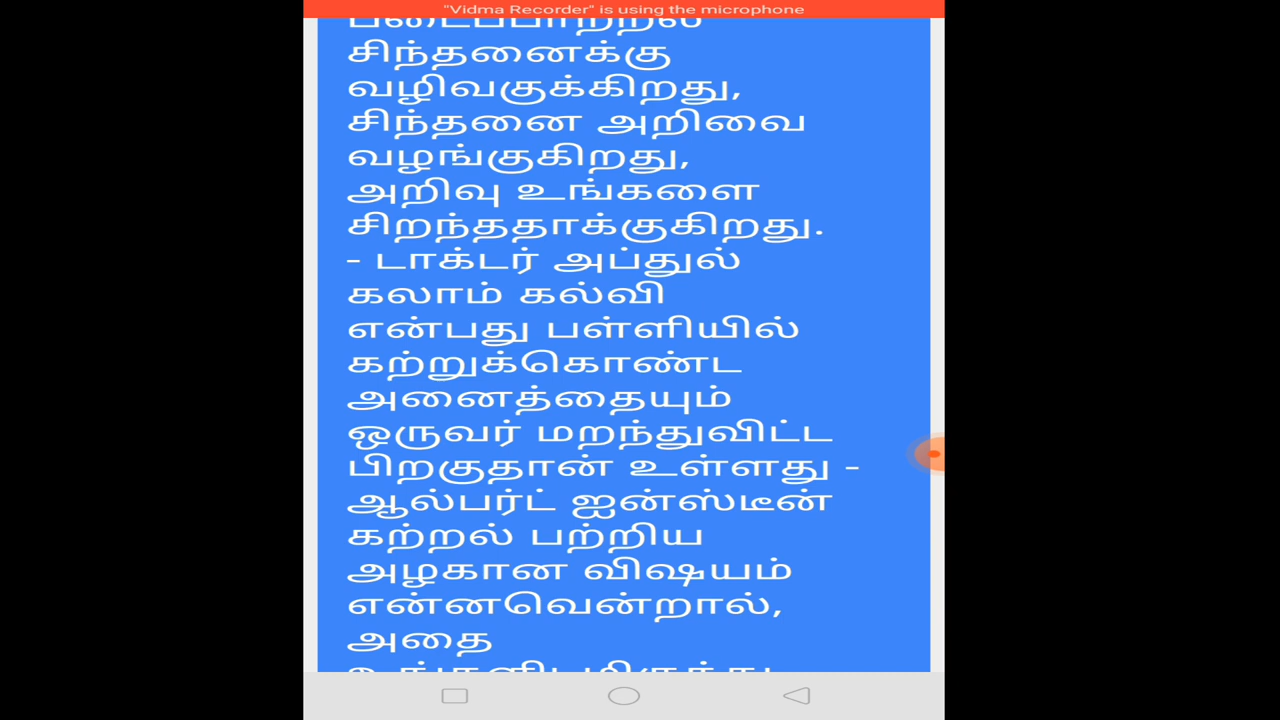 "Vidma Recorder" is using the microphone
படைப்பாற்றல்
சிந்தனைக்கு
வழிவகுக்கிறது,
சிந்தனை அறிவை
வழங்குகிறது,
அறிவு உங்களை
சிறந்ததாக்குகிறது.
- டாக்டர் அப்துல்
கலாம் கல்வி
என்பது பள்ளியில்
கற்றுக்கொண்ட
அனைத்தையும்
ஒருவர் மறந்துவிட்ட
பிறகுதான் உள்ளது -
ஆல்பர்ட் ஐன்ஸ்டீன்
கற்றல் பற்றிய
அழகான விஷயம்
என்னவென்றால்,
அதை